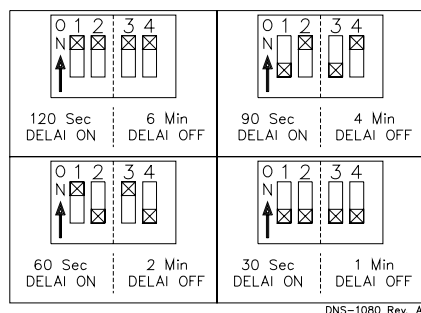 O 1 2 3 4
N
120 Sec 6 Min
DELAI ON DELAI OFF
O 1 2 3 4
N
90 Sec 4 Min
DELAI ON DELAI OFF
O 1 2 3 4
N
60 Sec 2 Min
DELAI ON DELAI OFF
O 1 2 3 4
N
30 Sec 1 Min
DELAI ON DELAI OFF
DNS-1080 Rev. A